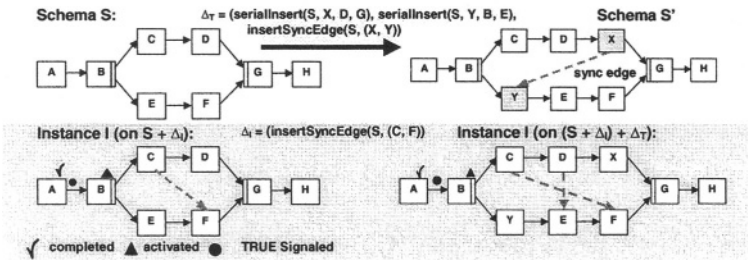 Schema S: ΔT = (serialInsert(S, X, D, G), serialInsert(S, Y, B, E), Schema S'
insertSyncEdge(S, (X, Y))
C D C D X
A B G H A B G H
sync edge
E F Y E F
Instance I (on S + ΔI): ΔI = (insertSyncEdge(S, (C, F)) Instance I (on (S + ΔI) + ΔT):
C D C D X
A B G H A B G H
E F Y E F
completed activated TRUE Signaled